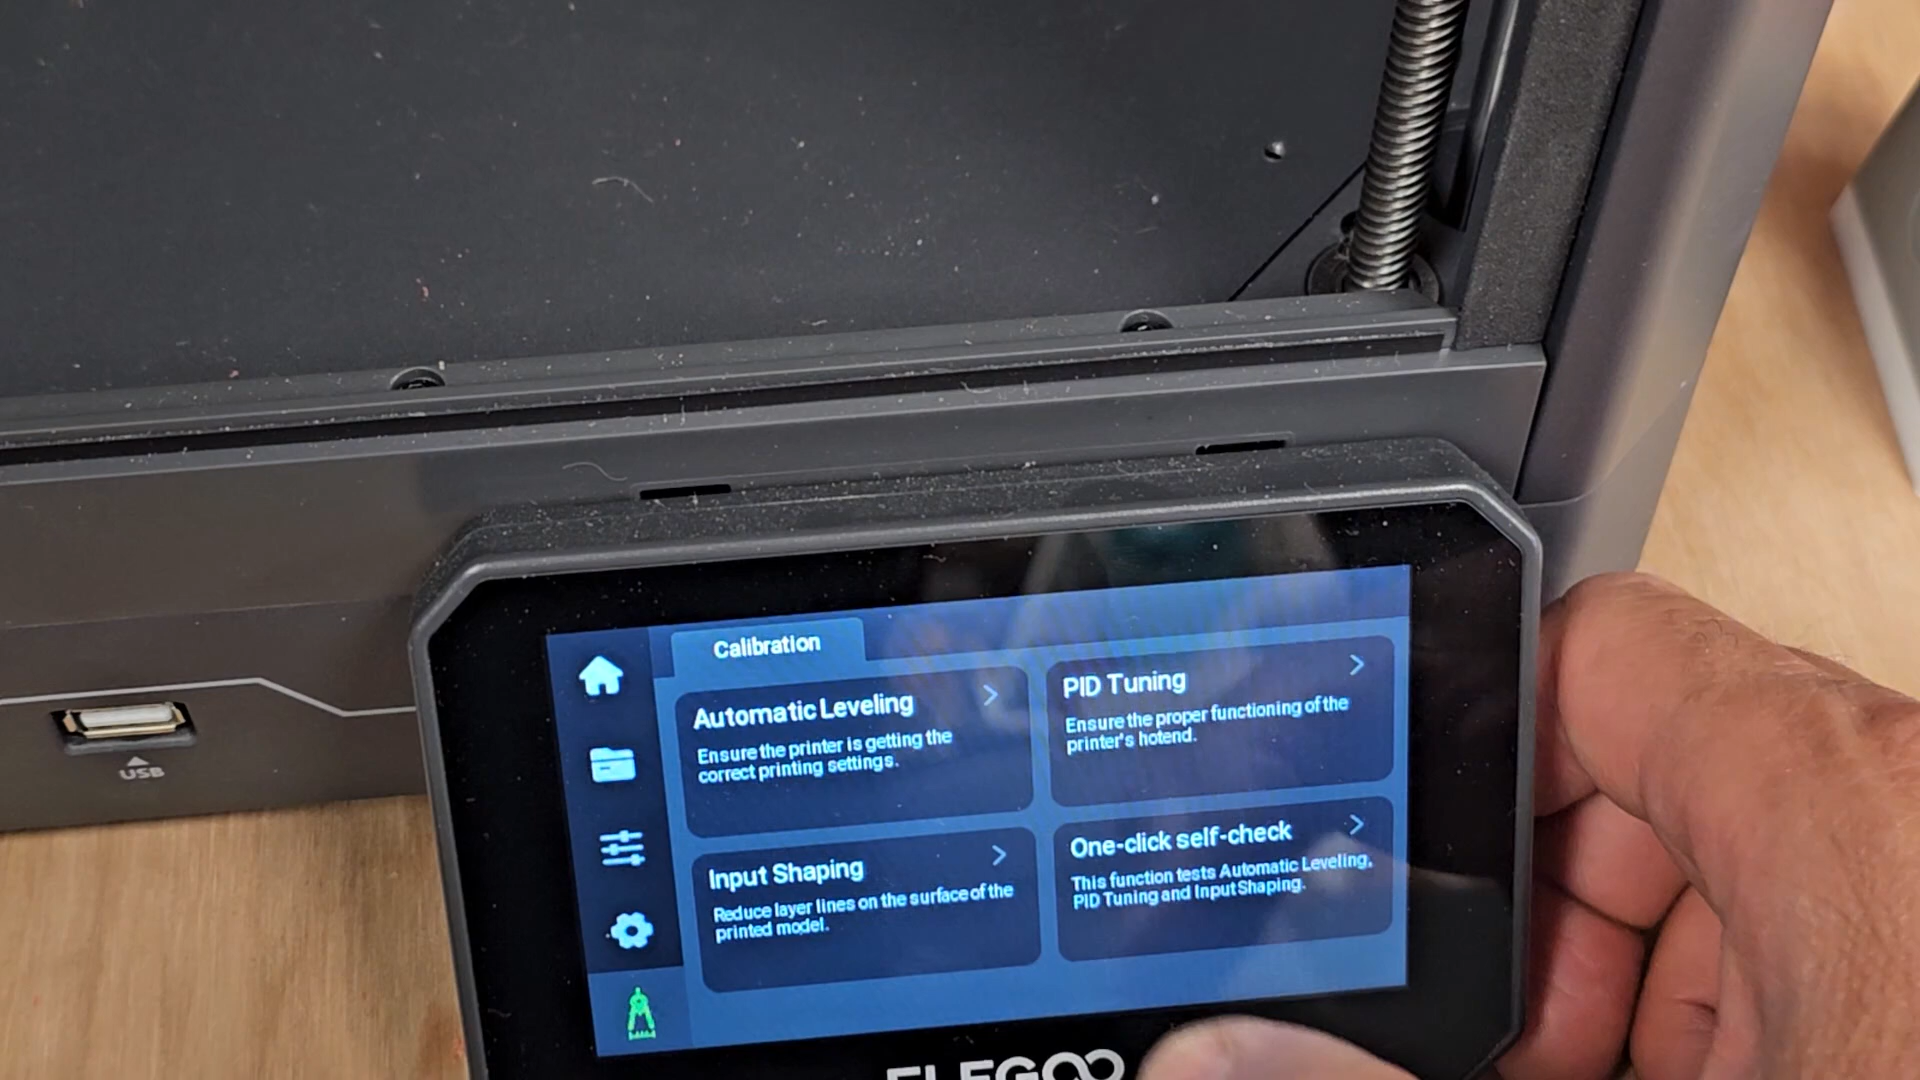 Calibration
Automatic Leveling
Ensure the printer is getting the
correct printing settings.
PID Tuning
Ensure the proper functioning of the
printer's hotend.
Input Shaping
Reduce layer lines on the surface of the
printed model.
One-click self-check
This function tests Automatic Leveling,
PID Tuning and Input Shaping.
USB
ELEGOO